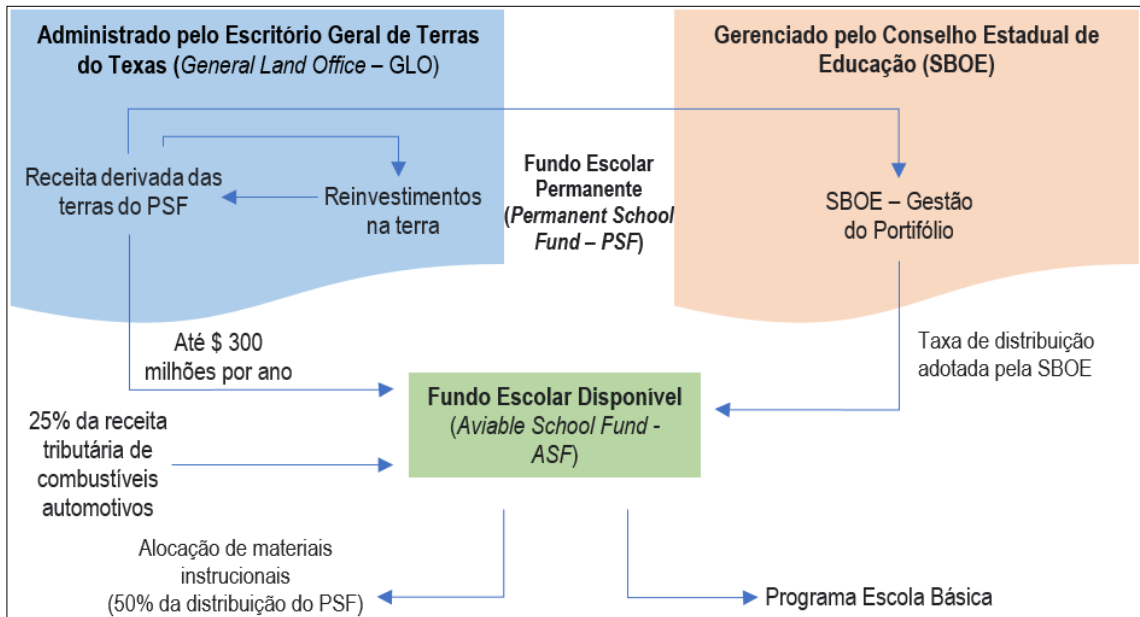 Administrado pelo Escritório Geral de Terras
do Texas (General Land Office – GLO)
Gerenciado pelo Conselho Estadual de
Educação (SBOE)
Receita derivada das
terras do PSF
Reinvestimentos
na terra
Fundo Escolar
Permanente
(Permanent School
Fund – PSF)
SBOE – Gestão
do Portifólio
Até $ 300
milhões por ano
Taxa de distribuição
adotada pela SBOE
Fundo Escolar Disponível
(Aviable School Fund -
ASF)
25% da receita
tributária de
combustíveis
automotivos
Alocação de materiais
instrucionais
(50% da distribuição do PSF)
Programa Escola Básica